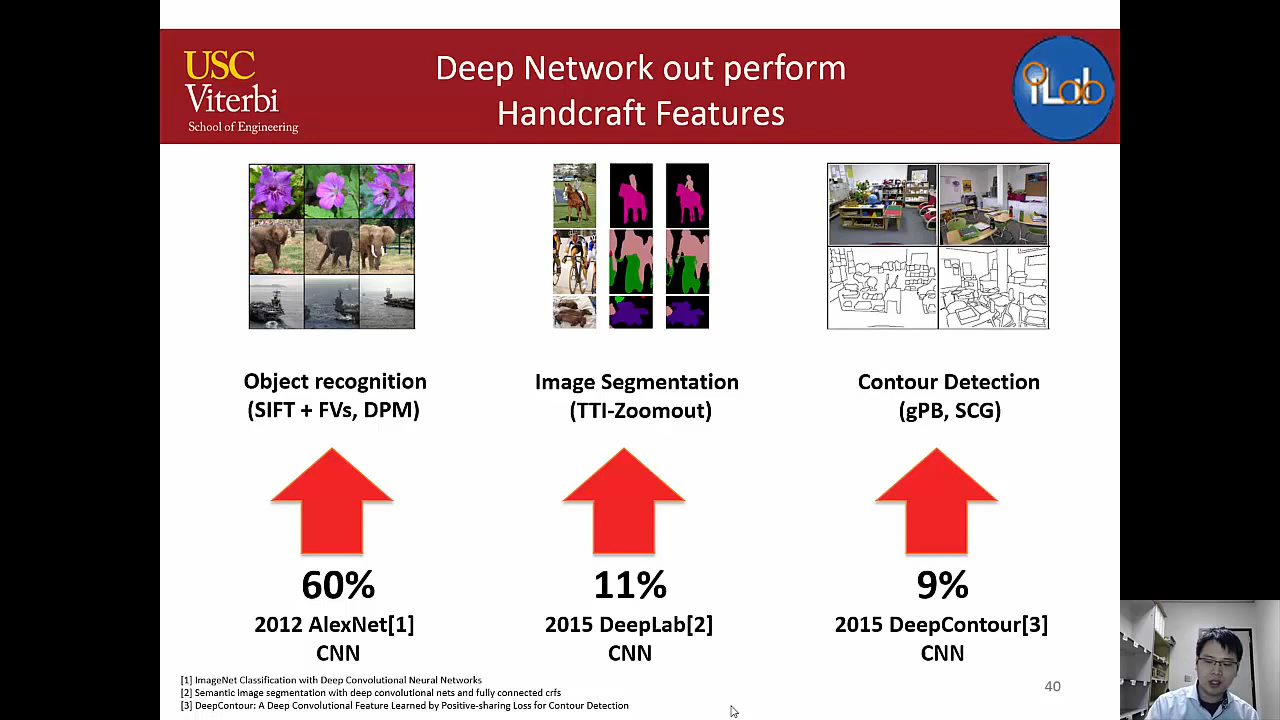 USC
Viterbi
School of Engineering
Deep Network out perform
Handcraft Features
iLab
Object recognition
(SIFT + FVs, DPM)
Image Segmentation
(TTI-Zoomout)
Contour Detection
(gPB, SCG)
60%
2012 AlexNet[1]
CNN
11%
2015 DeepLab[2]
CNN
9%
2015 DeepContour[3]
CNN
[1] ImageNet Classification with Deep Convolutional Neural Networks
[2] Semantic image segmentation with deep convolutional nets and fully connected crfs
[3] DeepContour: A Deep Convolutional Feature Learned by Positive-sharing Loss for Contour Detection
40